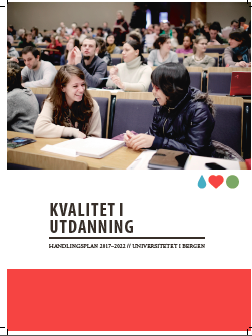 KVALITET I
UTDANNING
HANDLINGSPLAN 2017–2022 // UNIVERSITETET I BERGEN